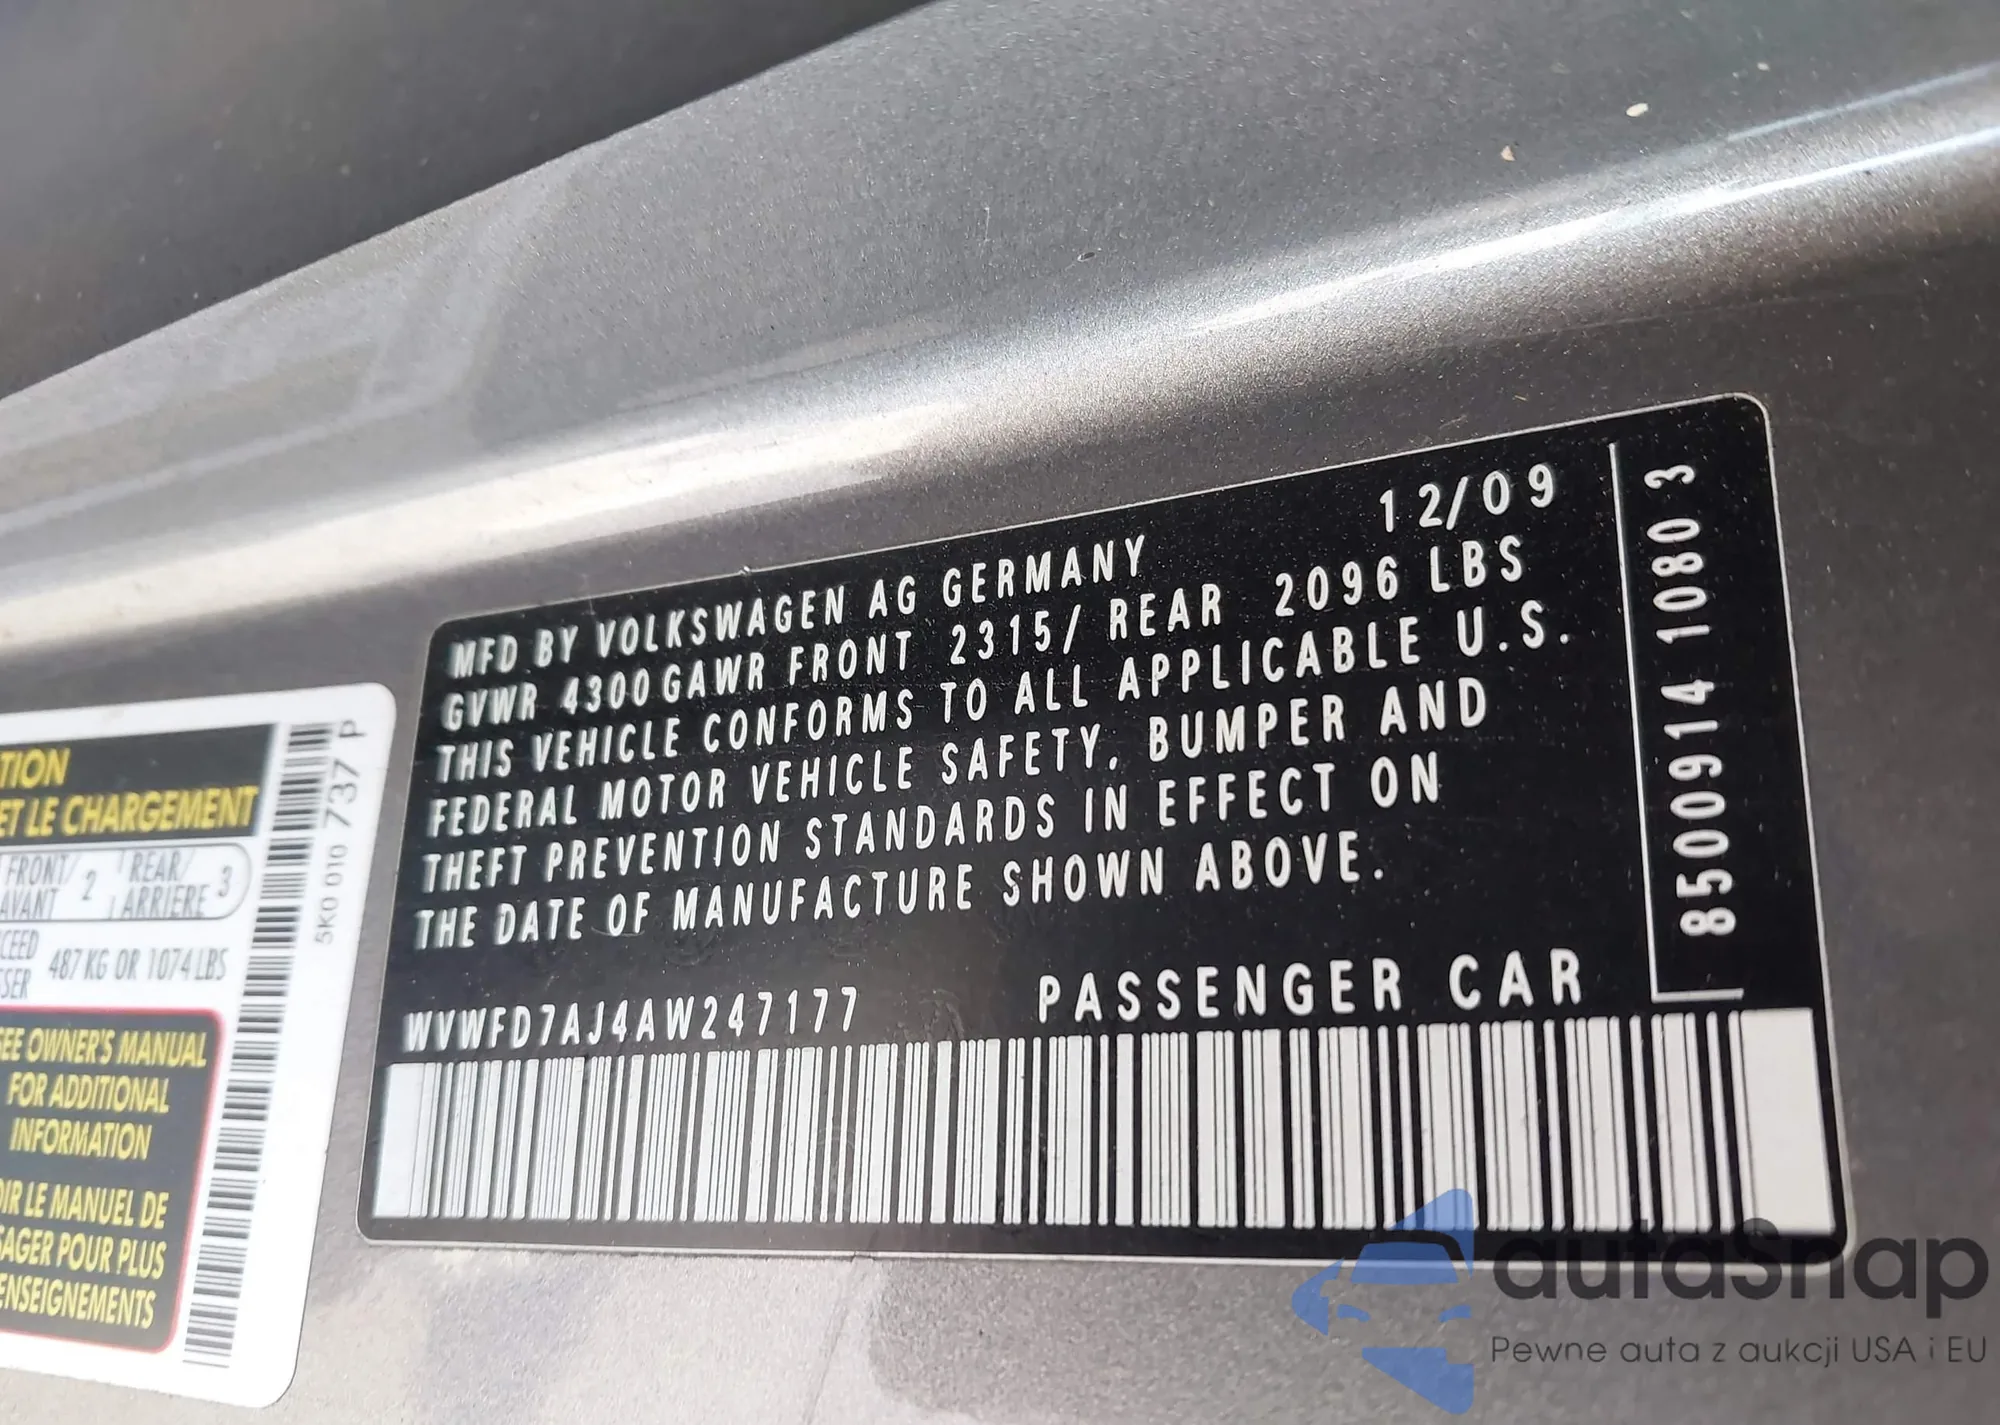 MFD BY VOLKSWAGEN AG GERMANY 12/09
GVWR 4300 GAWR FRONT 2315/ REAR 2096 LBS
THIS VEHICLE CONFORMS TO ALL APPLICABLE U.S.
FEDERAL MOTOR VEHICLE SAFETY, BUMPER AND
THEFT PREVENTION STANDARDS IN EFFECT ON
THE DATE OF MANUFACTURE SHOWN ABOVE.
WVWFD7AJ4AW247177 PASSENGER CAR
8500914 1080 3
TION
ET LE CHARGEMENT
FRONT/ 2 REAR/ 3
AVANT ARRIERE
CEED
SSER 487 KG OR 1074 LBS
SEE OWNER'S MANUAL
FOR ADDITIONAL
INFORMATION
OIR LE MANUEL DE
SAGER POUR PLUS
ENSEIGNEMENTS
5K0 010 737 P
autaSnap
Pewne auta z aukcji USA i EU